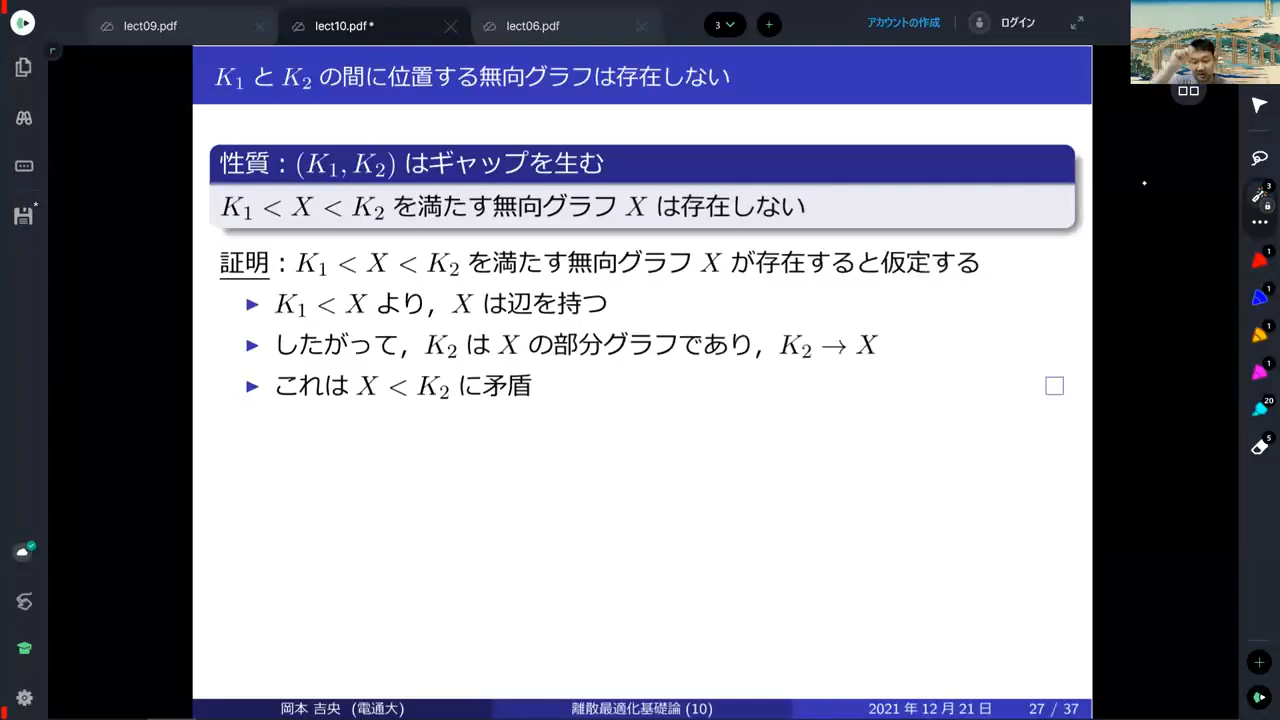 lect09.pdf
lect10.pdf *
lect06.pdf
3
アカウントの作成
ログイン
K₁ と K₂ の間に位置する無向グラフは存在しない
性質：(K₁, K₂) はギャップを生む
K₁ < X < K₂ を満たす無向グラフ X は存在しない
証明：K₁ < X < K₂ を満たす無向グラフ X が存在すると仮定する
▶ K₁ < X より，X は辺を持つ
▶ したがって，K₂ は X の部分グラフであり，K₂ → X
▶ これは X < K₂ に矛盾 □
3
1
1
1
1
20
5
岡本 吉央 (電通大)
離散最適化基礎論 (10)
2021 年 12 月 21 日
27 / 37